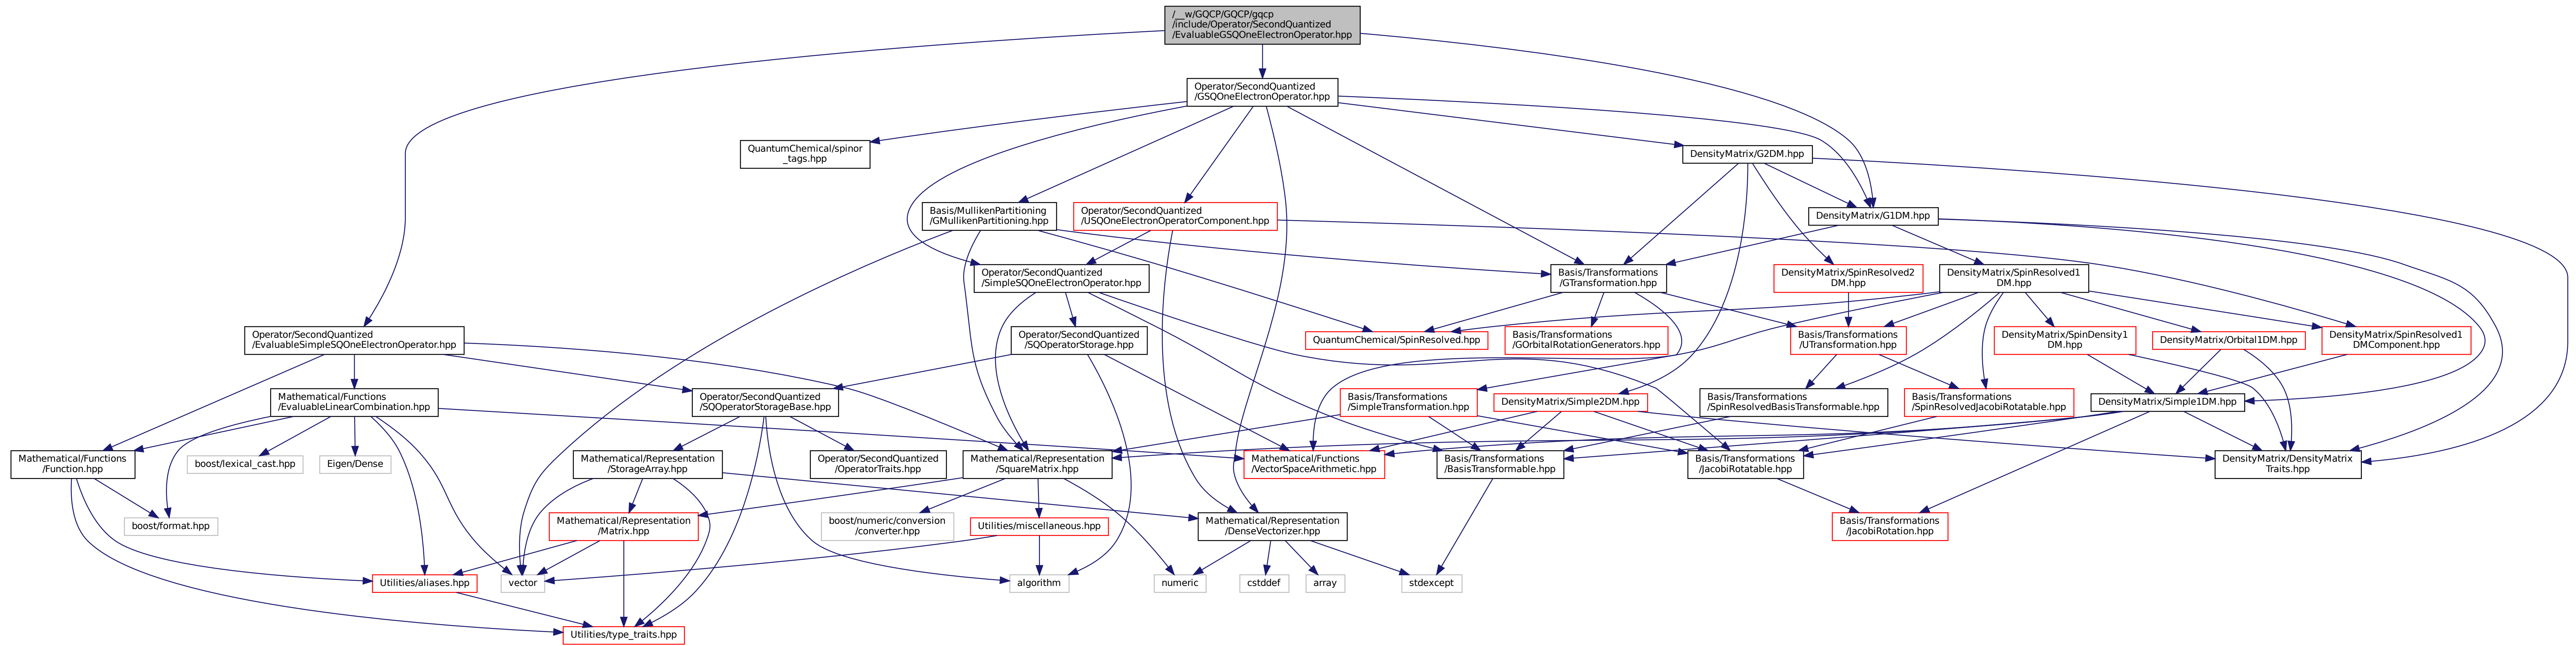 /__w/GQCP/GQCP/gqcp
/include/Operator/SecondQuantized
/EvaluableGSQOneElectronOperator.hpp
Operator/SecondQuantized
/GSQOneElectronOperator.hpp
QuantumChemical/spinor
_tags.hpp
DensityMatrix/G2DM.hpp
Basis/MullikenPartitioning
/GMullikenPartitioning.hpp
Operator/SecondQuantized
/USQOneElectronOperatorComponent.hpp
DensityMatrix/G1DM.hpp
Operator/SecondQuantized
/SimpleSQOneElectronOperator.hpp
Basis/Transformations
/GTransformation.hpp
DensityMatrix/SpinResolved2
DM.hpp
DensityMatrix/SpinResolved1
DM.hpp
Operator/SecondQuantized
/EvaluableSimpleSQOneElectronOperator.hpp
Operator/SecondQuantized
/SQOperatorStorage.hpp
QuantumChemical/SpinResolved.hpp
Basis/Transformations
/GOrbitalRotationGenerators.hpp
Basis/Transformations
/UTransformation.hpp
DensityMatrix/SpinDensity1
DM.hpp
DensityMatrix/Orbital1DM.hpp
DensityMatrix/SpinResolved1
DMComponent.hpp
Mathematical/Functions
/EvaluableLinearCombination.hpp
Operator/SecondQuantized
/SQOperatorStorageBase.hpp
Basis/Transformations
/SimpleTransformation.hpp
DensityMatrix/Simple2DM.hpp
Basis/Transformations
/SpinResolvedBasisTransformable.hpp
Basis/Transformations
/SpinResolvedJacobiRotatable.hpp
DensityMatrix/Simple1DM.hpp
Mathematical/Functions
/Function.hpp
boost/lexical_cast.hpp
Eigen/Dense
Mathematical/Representation
/StorageArray.hpp
Operator/SecondQuantized
/OperatorTraits.hpp
Mathematical/Representation
/SquareMatrix.hpp
Mathematical/Functions
/VectorSpaceArithmetic.hpp
Basis/Transformations
/BasisTransformable.hpp
Basis/Transformations
/JacobiRotatable.hpp
DensityMatrix/DensityMatrix
Traits.hpp
boost/format.hpp
Mathematical/Representation
/Matrix.hpp
boost/numeric/conversion
/converter.hpp
Utilities/miscellaneous.hpp
Mathematical/Representation
/DenseVectorizer.hpp
Basis/Transformations
/JacobiRotation.hpp
Utilities/aliases.hpp
vector
algorithm
numeric
cstddef
array
stdexcept
Utilities/type_traits.hpp